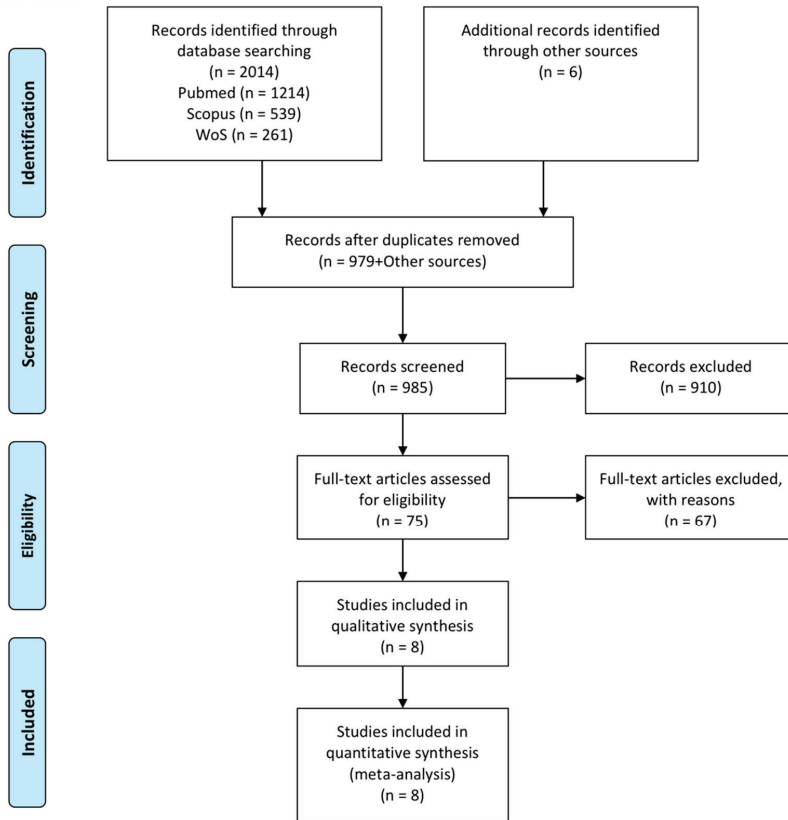 Identification
Records identified through
database searching
(n = 2014)
Pubmed (n = 1214)
Scopus (n = 539)
WoS (n = 261)
Additional records identified
through other sources
(n = 6)
Records after duplicates removed
(n = 979+Other sources)
Screening
Records screened
(n = 985)
Records excluded
(n = 910)
Eligibility
Full-text articles assessed
for eligibility
(n = 75)
Full-text articles excluded,
with reasons
(n = 67)
Studies included in
qualitative synthesis
(n = 8)
Included
Studies included in
quantitative synthesis
(meta-analysis)
(n = 8)